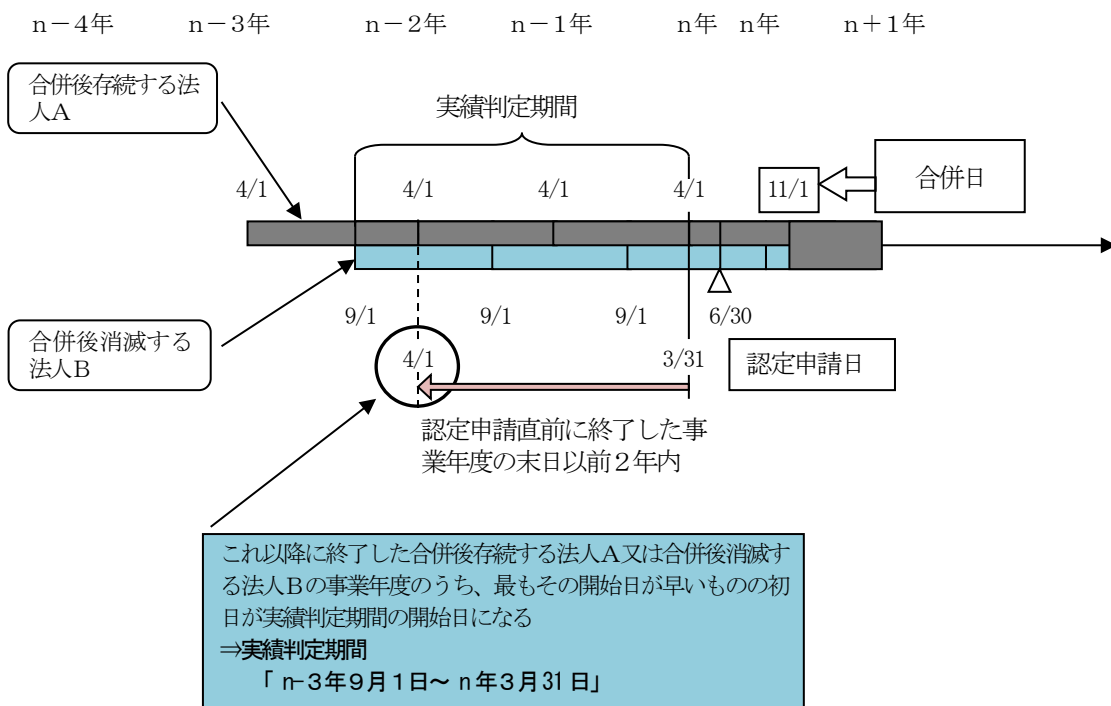 n－4年 n－3年 n－2年 n－1年 n年 n年 n＋1年
合併後存続する法
人A
実績判定期間
4/1 4/1 4/1 4/1 11/1
合併日
9/1 9/1 9/1 6/30
合併後消滅する
法人B
4/1 3/31
認定申請日
認定申請直前に終了した事
業年度の末日以前２年内
これ以降に終了した合併後存続する法人A又は合併後消滅す
る法人Bの事業年度のうち、最もその開始日が早いものの初
日が実績判定期間の開始日になる
⇒実績判定期間
「 n-3年９月１日～ n年３月31日」